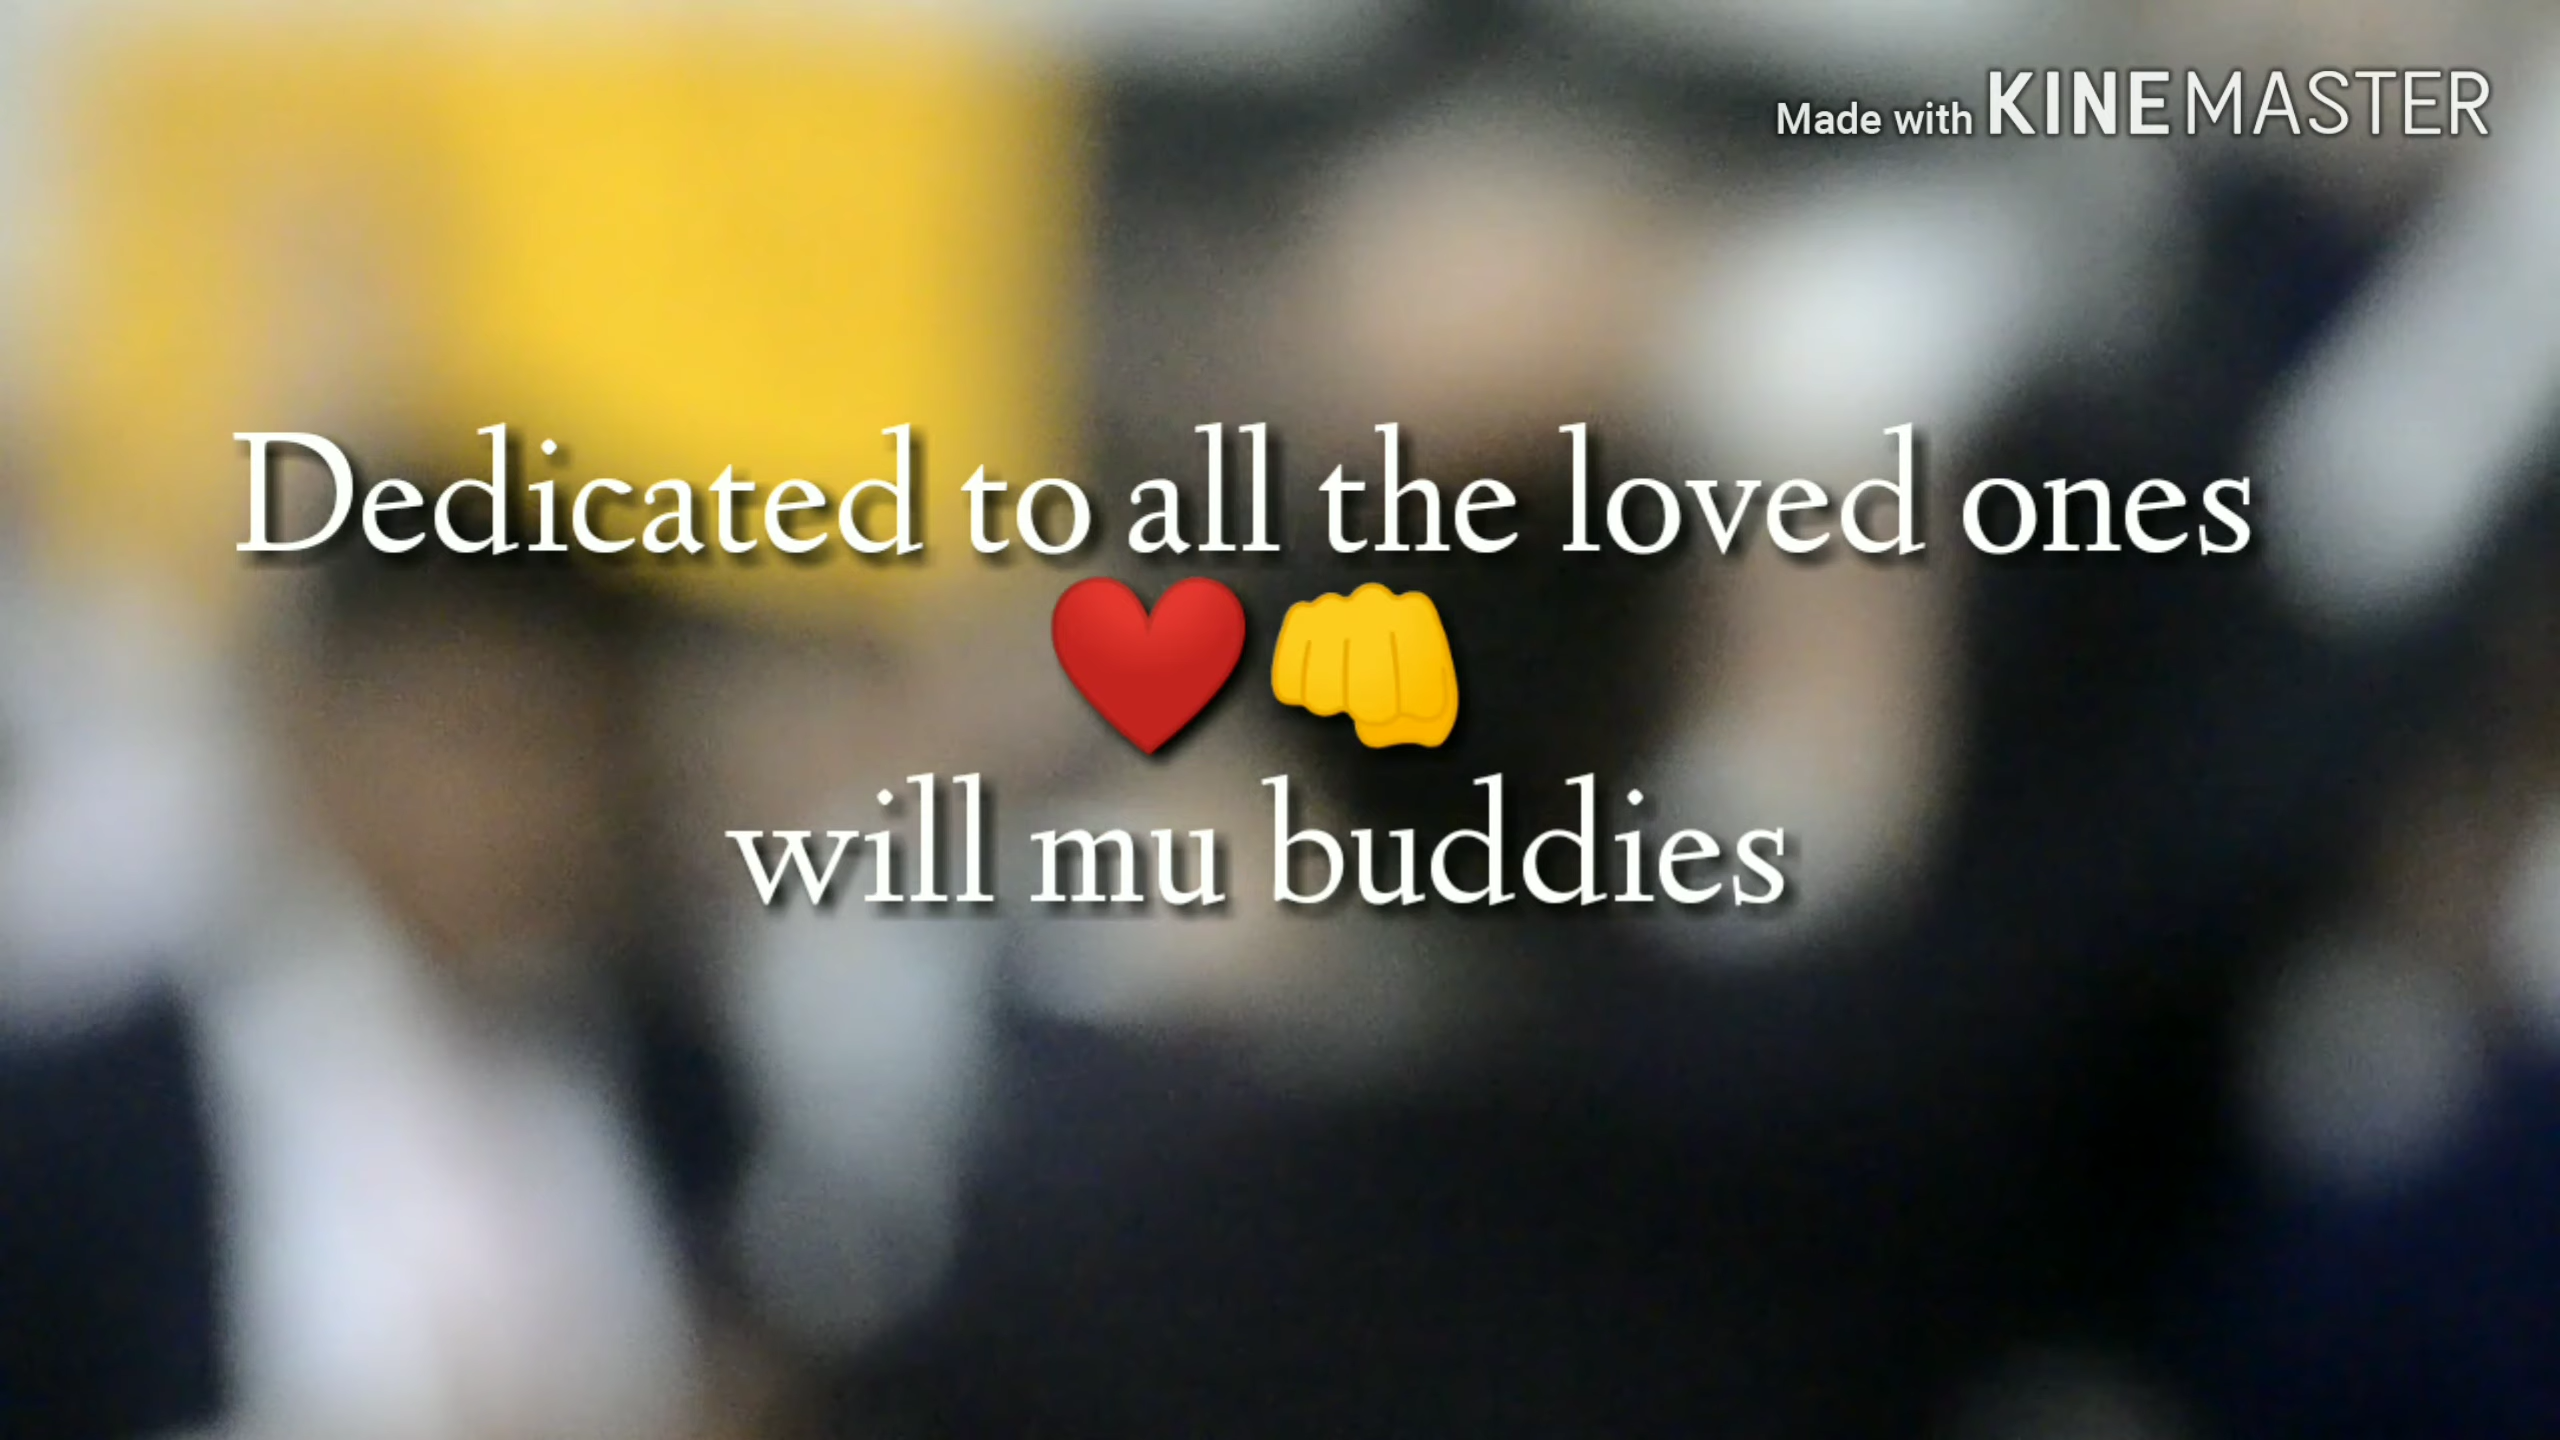 Made with KINEMASTER
Dedicated to all the loved ones
❤️👊
will mu buddies